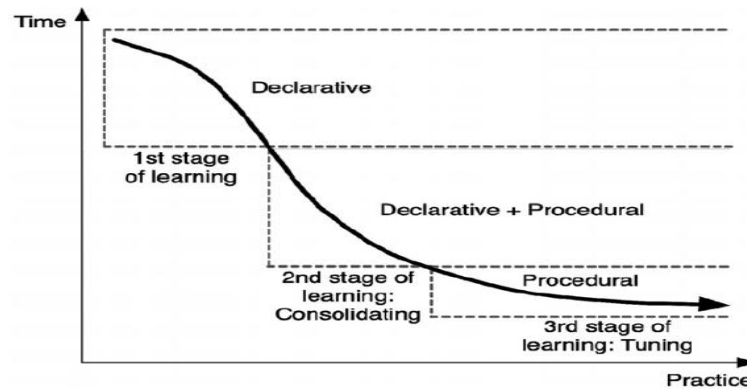 Time
Declarative
1st stage
of learning
Declarative + Procedural
2nd stage of
learning:
Consolidating
Procedural
3rd stage of
learning: Tuning
Practice